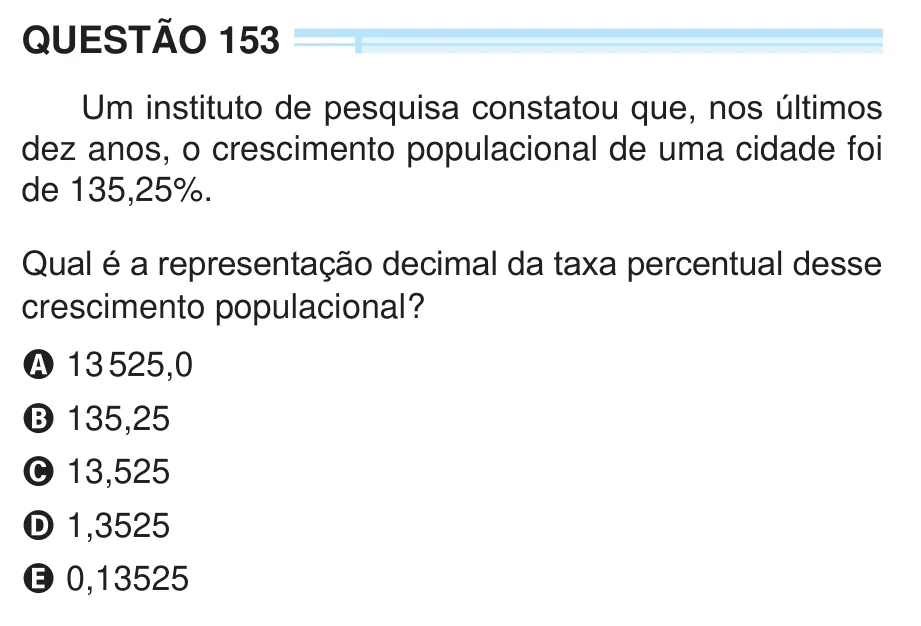 QUESTÃO 153
Um instituto de pesquisa constatou que, nos últimos
dez anos, o crescimento populacional de uma cidade foi
de 135,25%.
Qual é a representação decimal da taxa percentual desse
crescimento populacional?
A 13 525,0
B 135,25
C 13,525
D 1,3525
E 0,13525